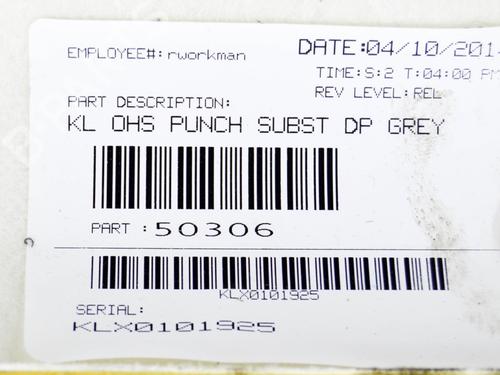 EMPLOYEE#: rworkman
DATE:04/10/201
TIME:S:2 T:04:00 PM
REV LEVEL:REL
PART DESCRIPTION:
KL OHS PUNCH SUBST DP GREY
PART :50306
KLX0101925
SERIAL:
KLX0101925